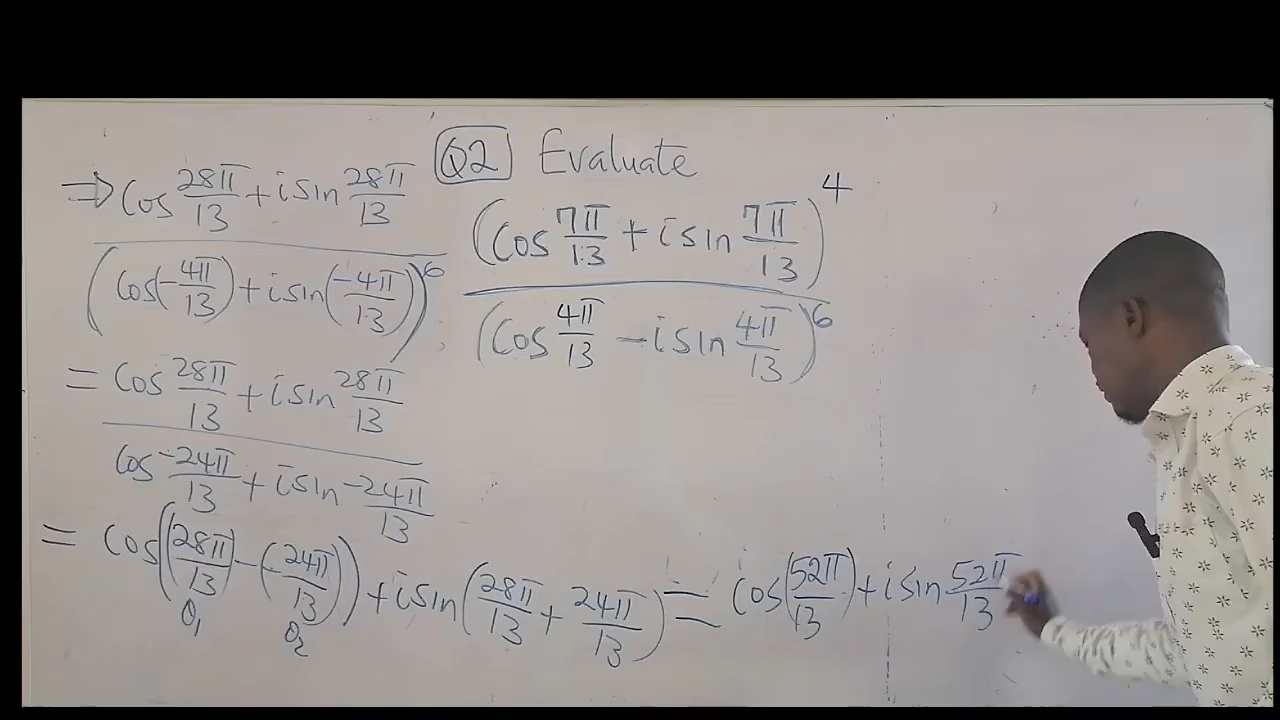 Q2 Evaluate
(cos 7π/13 + i sin 7π/13)^4
(cos 4π/13 - i sin 4π/13)^6
⇒ cos 28π/13 + i sin 28π/13
(cos(-4π/13) + i sin(-4π/13))^6
= cos 28π/13 + i sin 28π/13
cos -24π/13 + i sin -24π/13
= cos((28π/13) - (-24π/13)) + i sin(28π/13 + 24π/13) = cos(52π/13) + i sin 52π/13
θ1 θ2